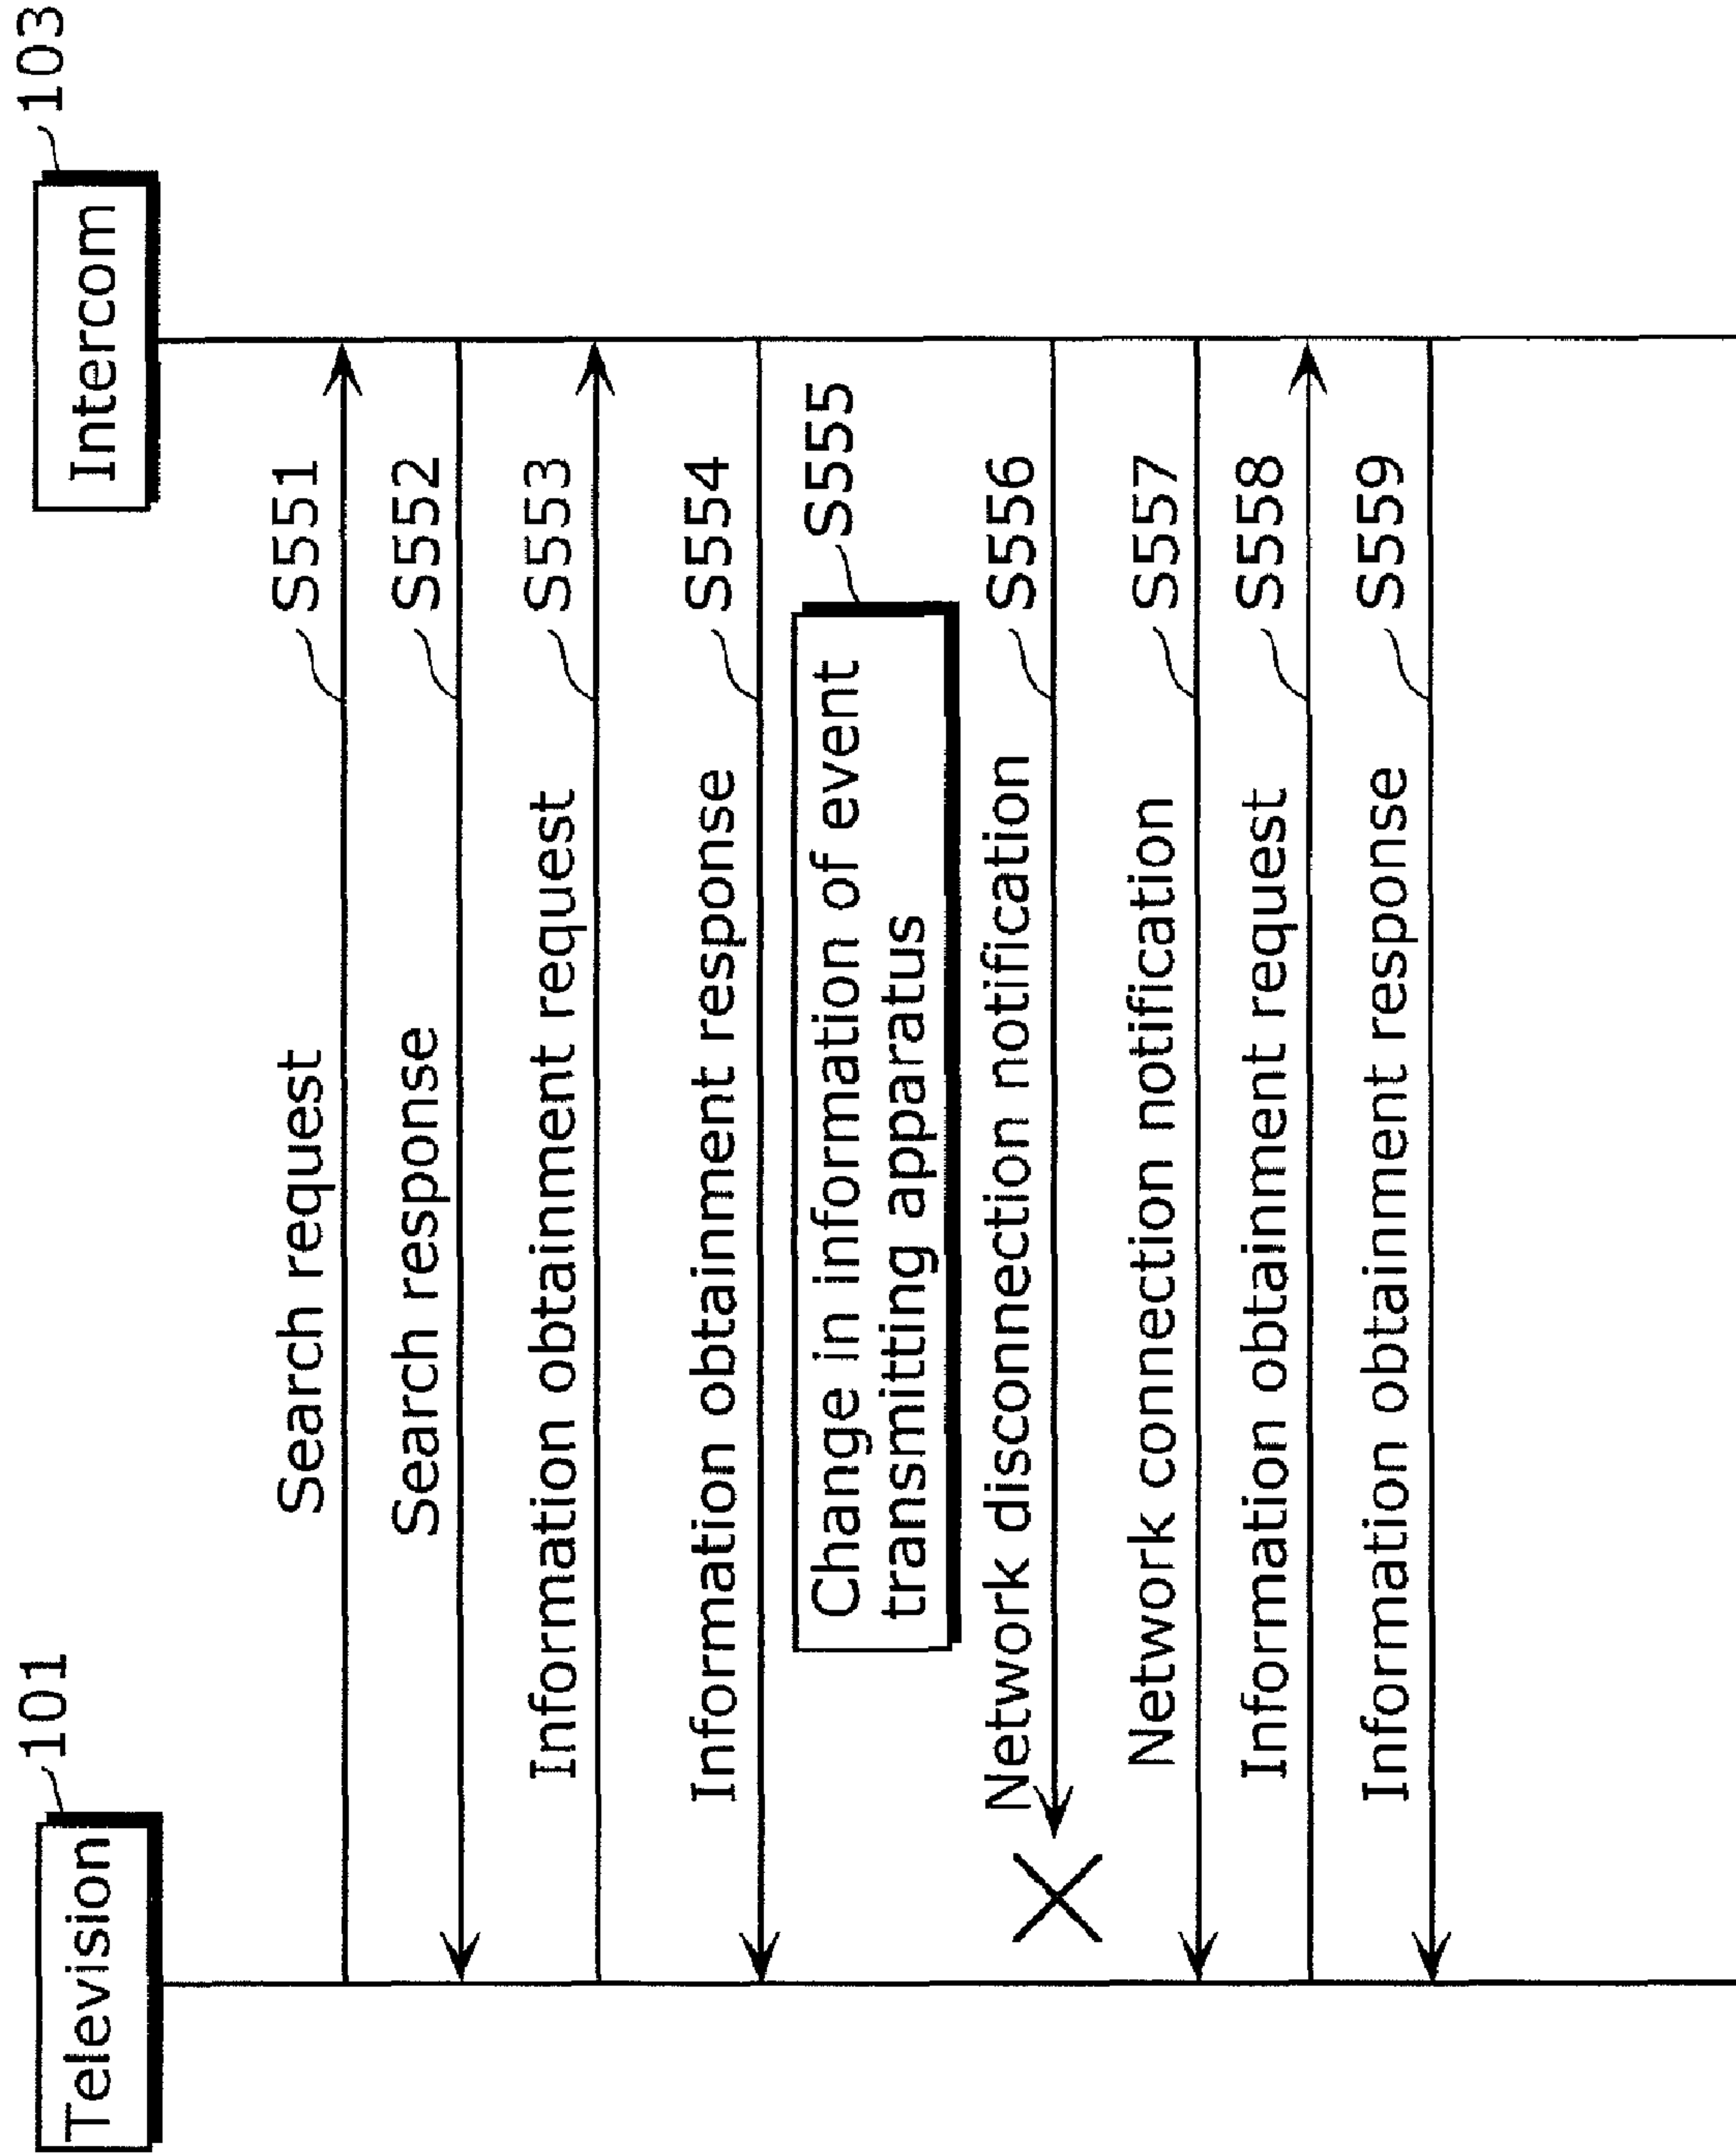 Television
101
Intercom
103
Search request
S551
Search response
S552
Information obtainment request
S553
Information obtainment response
S554
Change in information of event
transmitting apparatus
S555
Network disconnection notification
S556
Network connection notification
S557
Information obtainment request
S558
Information obtainment response
S559